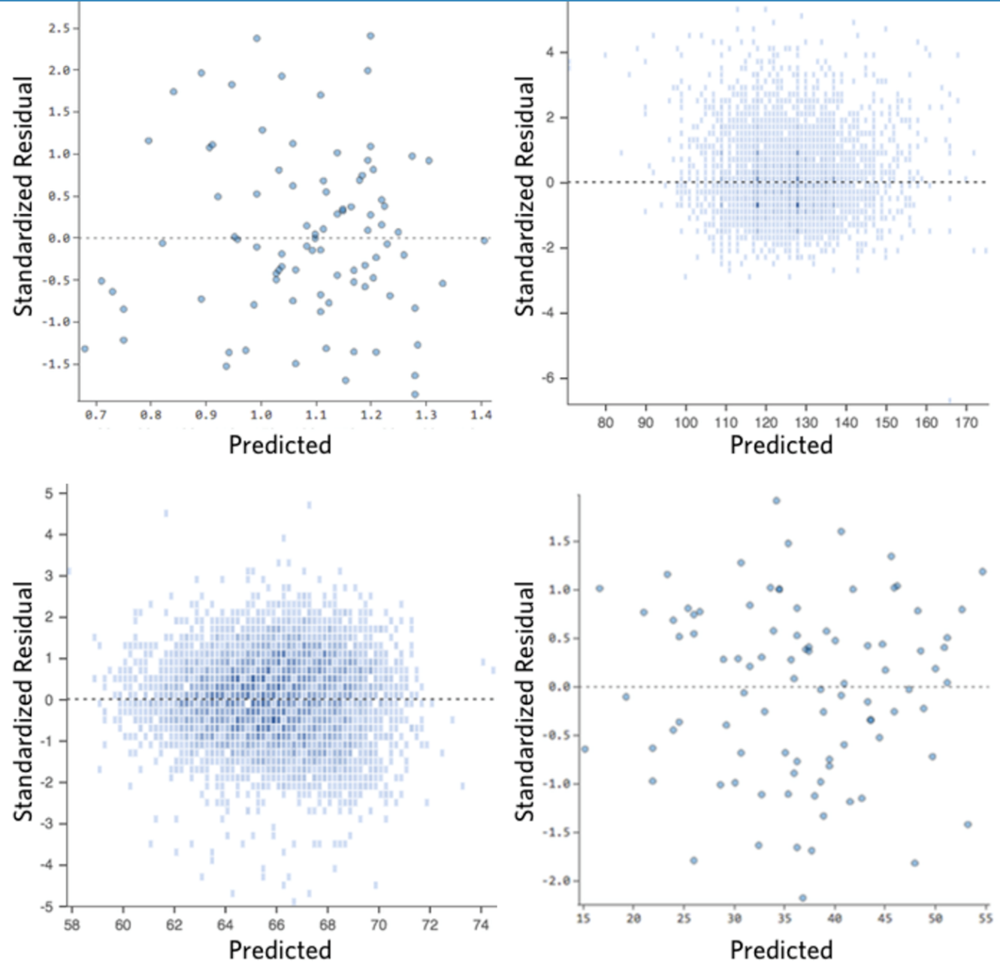 Standardized Residual
2.5
2.0
1.5
1.0
0.5
0.0
-0.5
-1.0
-1.5
0.7 0.8 0.9 1.0 1.1 1.2 1.3 1.4
Predicted
Standardized Residual
4
2
0
-2
-4
-6
80 90 100 110 120 130 140 150 160 170
Predicted
Standardized Residual
5
4
3
2
1
0
-1
-2
-3
-4
-5
58 60 62 64 66 68 70 72 74
Predicted
Standardized Residual
1.5
1.0
0.5
0.0
-0.5
-1.0
-1.5
-2.0
15 20 25 30 35 40 45 50 55
Predicted